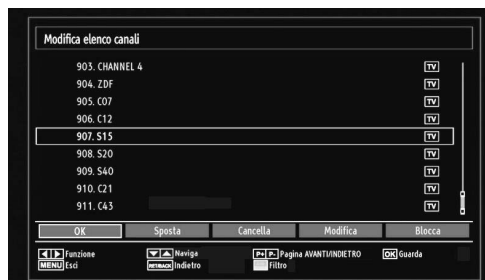 Modifica elenco canali
903. CHANNEL 4 TV
904. ZDF TV
905. C07 TV
906. C12 TV
907. S15 TV
908. S20 TV
909. S40 TV
910. C21 TV
911. C43 TV
OK Sposta Cancella Modifica Blocca
Funzione Naviga P+ P- Pagina AVANTI/INDIETRO OK Guarda
MENU Esci RET/BACK Indietro Filtro